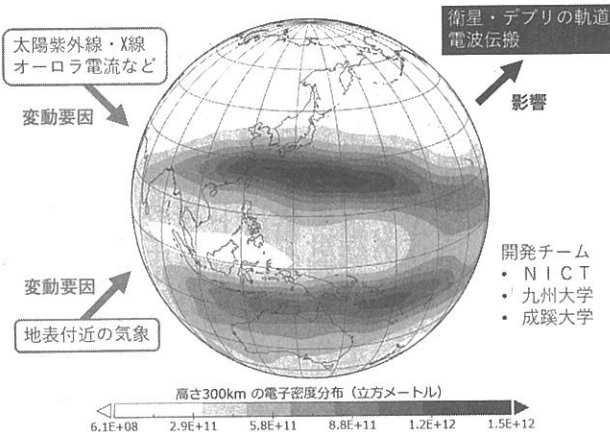 太陽紫外線・X線
オーロラ電流など
変動要因
衛星・デブリの軌道
電波伝搬
影響
変動要因
地表付近の気象
開発チーム
• NICT
• 九州大学
• 成蹊大学
高さ300km の電子密度分布（立方メートル）
6.1E+08 2.9E+11 5.8E+11 8.8E+11 1.2E+12 1.5E+12